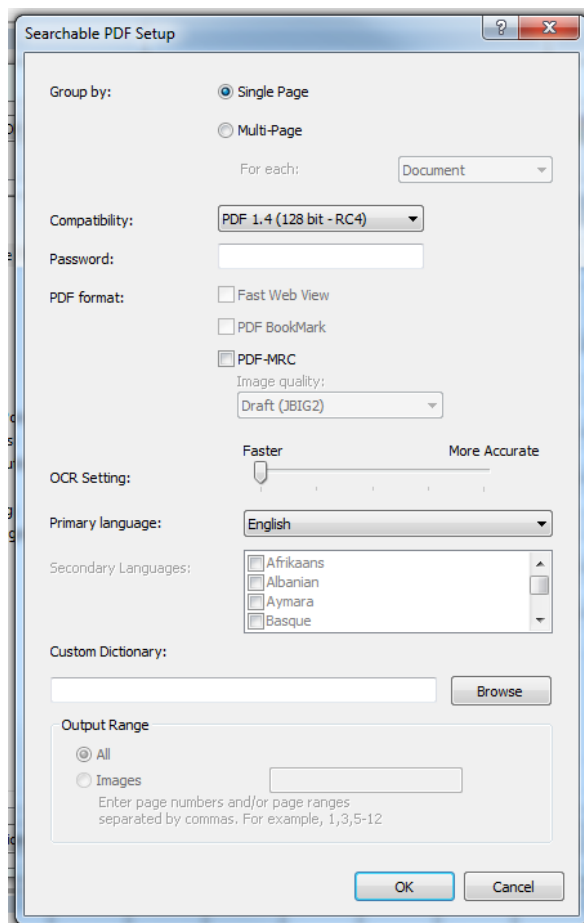 Searchable PDF Setup
Group by:
Single Page
Multi-Page
For each:
Document
Compatibility:
PDF 1.4 (128 bit - RC4)
Password:
PDF format:
Fast Web View
PDF BookMark
PDF-MRC
Image quality:
Draft (JBIG2)
Faster
More Accurate
OCR Setting:
Primary language:
English
Secondary Languages:
Afrikaans
Albanian
Aymara
Basque
Custom Dictionary:
Browse
Output Range
All
Images
Enter page numbers and/or page ranges
separated by commas. For example, 1,3,5-12
OK
Cancel